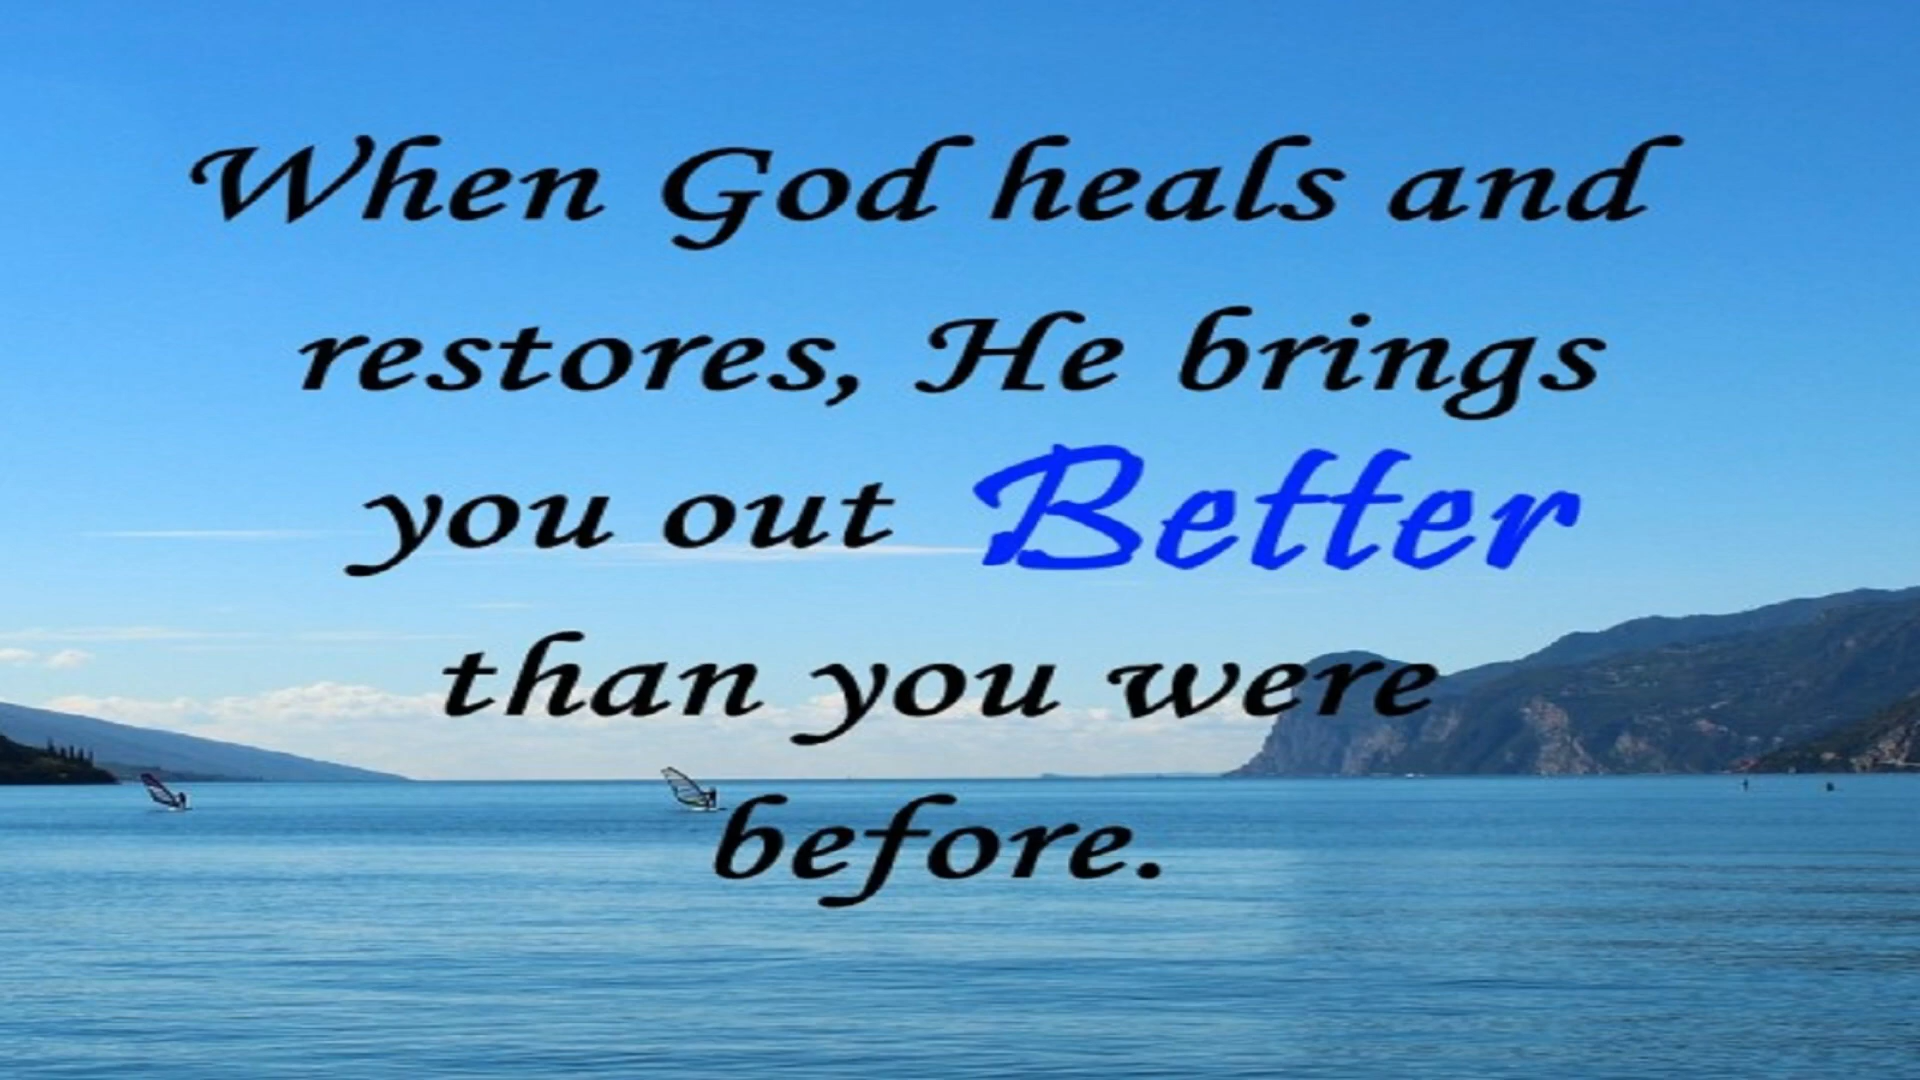 When God heals and
restores, He brings
you out Better
than you were
before.